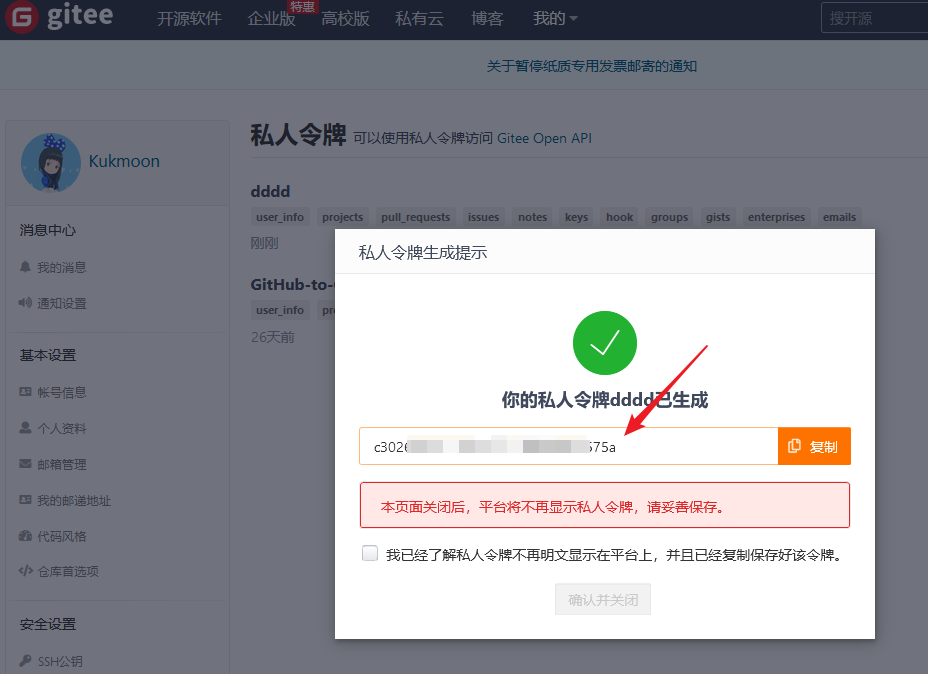 gitee 开源软件 企业版 特惠 高校版 私有云 博客 我的 搜开源
关于暂停纸质专用发票邮寄的通知
Kukmoon
消息中心
我的消息
通知设置
基本设置
帐号信息
个人资料
邮箱管理
我的邮递地址
代码风格
仓库首选项
安全设置
SSH公钥
私人令牌 可以使用私人令牌访问 Gitee Open API
dddd
user_info projects pull_requests issues notes keys hook groups gists enterprises emails
刚刚
GitHub-to-
user_info
26天前
私人令牌生成提示
你的私人令牌dddd已生成
c302 575a 复制
本页面关闭后，平台将不再显示私人令牌，请妥善保存。
我已经了解私人令牌不再明文显示在平台上，并且已经复制保存好该令牌。
确认并关闭